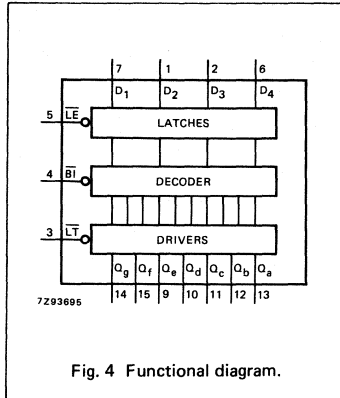 7 1 2 6
D1 D2 D3 D4
5 LE LATCHES
4 BI DECODER
3 LT DRIVERS
Qg Qf Qe Qd Qc Qb Qa
7Z93695
14 15 9 10 11 12 13
Fig. 4 Functional diagram.